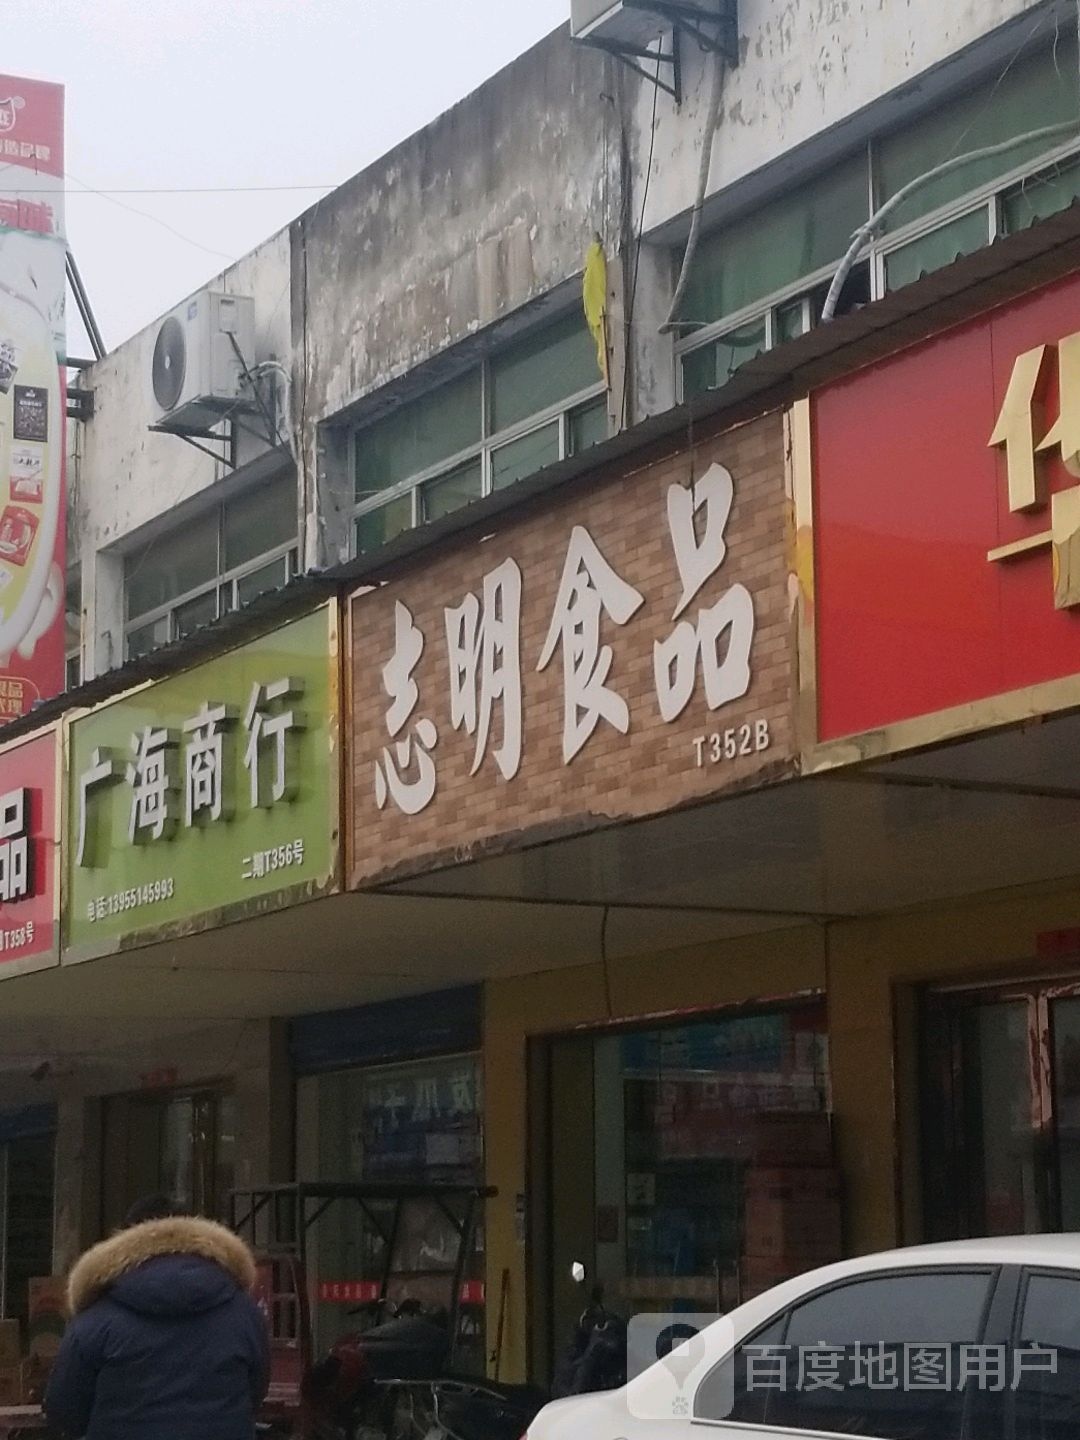 志明食品
T352B
广海商行
二期T356号
电话:13955145993
品
T358号
华
百度地图用户